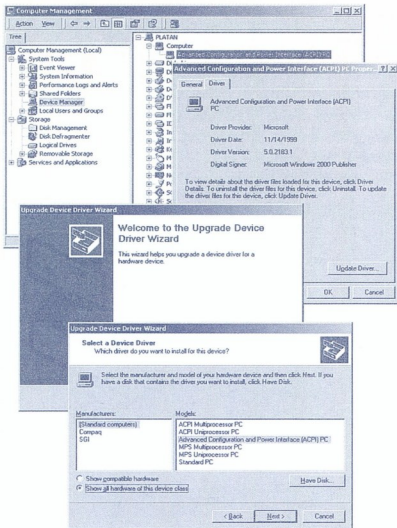 Computer Management
Action View
Tree
Computer Management (Local)
System Tools
Event Viewer
System Information
Performance Logs and Alerts
Shared Folders
Device Manager
Local Users and Groups
Storage
Disk Management
Disk Defragmenter
Logical Drives
Removable Storage
Services and Applications
PLATAN
Computer
Advanced Configuration and Power Interface (ACPI) PC
Advanced Configuration and Power Interface (ACPI) PC Proper... ? X
General Driver
Advanced Configuration and Power Interface (ACPI)
PC
Driver Provider: Microsoft
Driver Date: 11/14/1999
Driver Version: 5.0.2183.1
Digital Signer: Microsoft Windows 2000 Publisher
To view details about the driver files loaded for this device, click Driver
Details. To uninstall the driver files for this device, click Uninstall. To update
the driver files for this device, click Update Driver.
Update Driver...
OK Cancel
Upgrade Device Driver Wizard
Welcome to the Upgrade Device
Driver Wizard
This wizard helps you upgrade a device driver for a
hardware device.
Upgrade Device Driver Wizard
Select a Device Driver
Which driver do you want to install for this device?
Select the manufacturer and model of your hardware device and then click Next. If you
have a disk that contains the driver you want to install, click Have Disk.
Manufacturers:
(Standard computers)
Compaq
SGI
Models:
ACPI Multiprocessor PC
ACPI Uniprocessor PC
Advanced Configuration and Power Interface (ACPI) PC
MPS Multiprocessor PC
MPS Uniprocessor PC
Standard PC
Show compatible hardware
Show all hardware of this device class
Have Disk...
< Back Next > Cancel